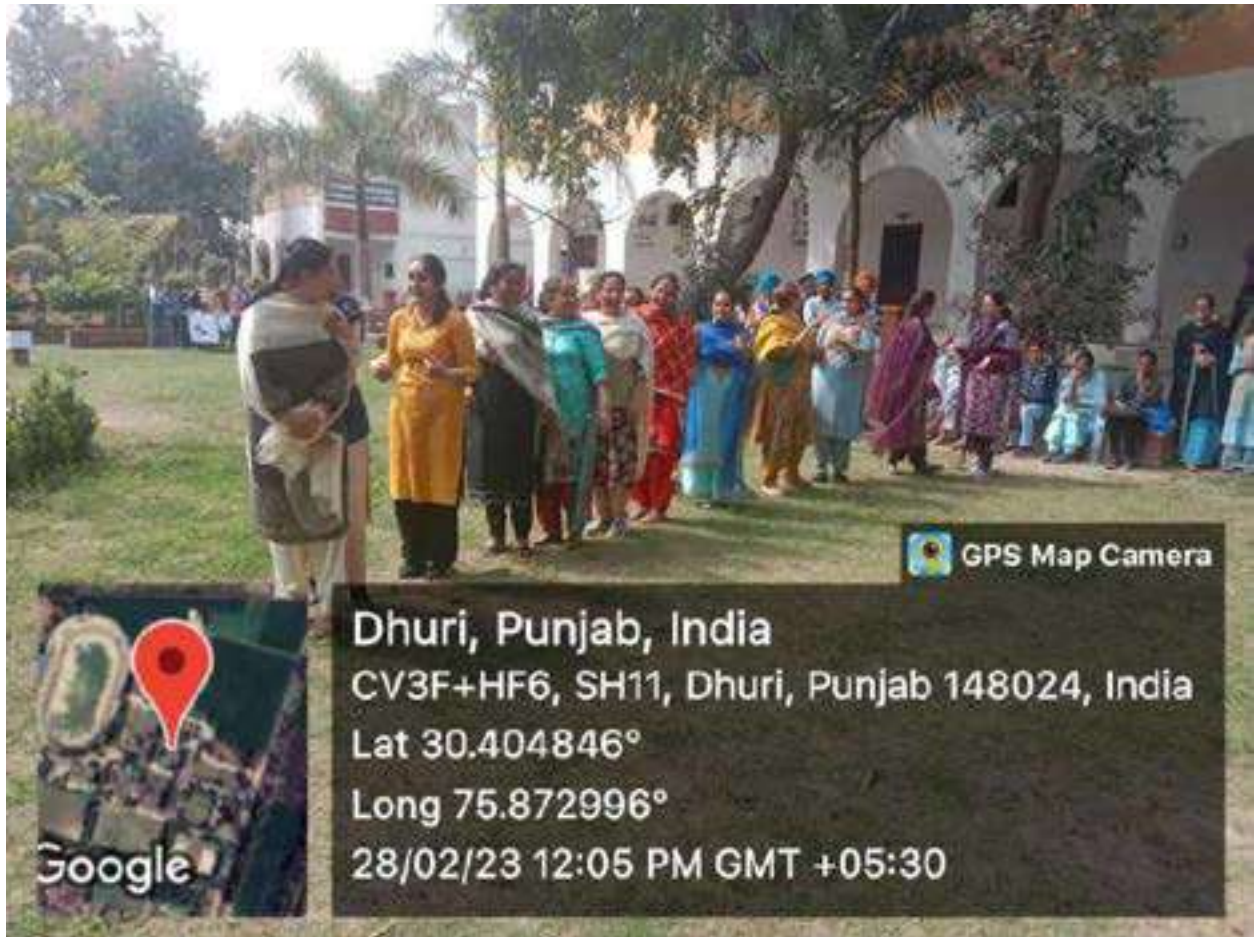 GPS Map Camera
Dhuri, Punjab, India
CV3F+HF6, SH11, Dhuri, Punjab 148024, India
Lat 30.404846°
Long 75.872996°
28/02/23 12:05 PM GMT +05:30
Google